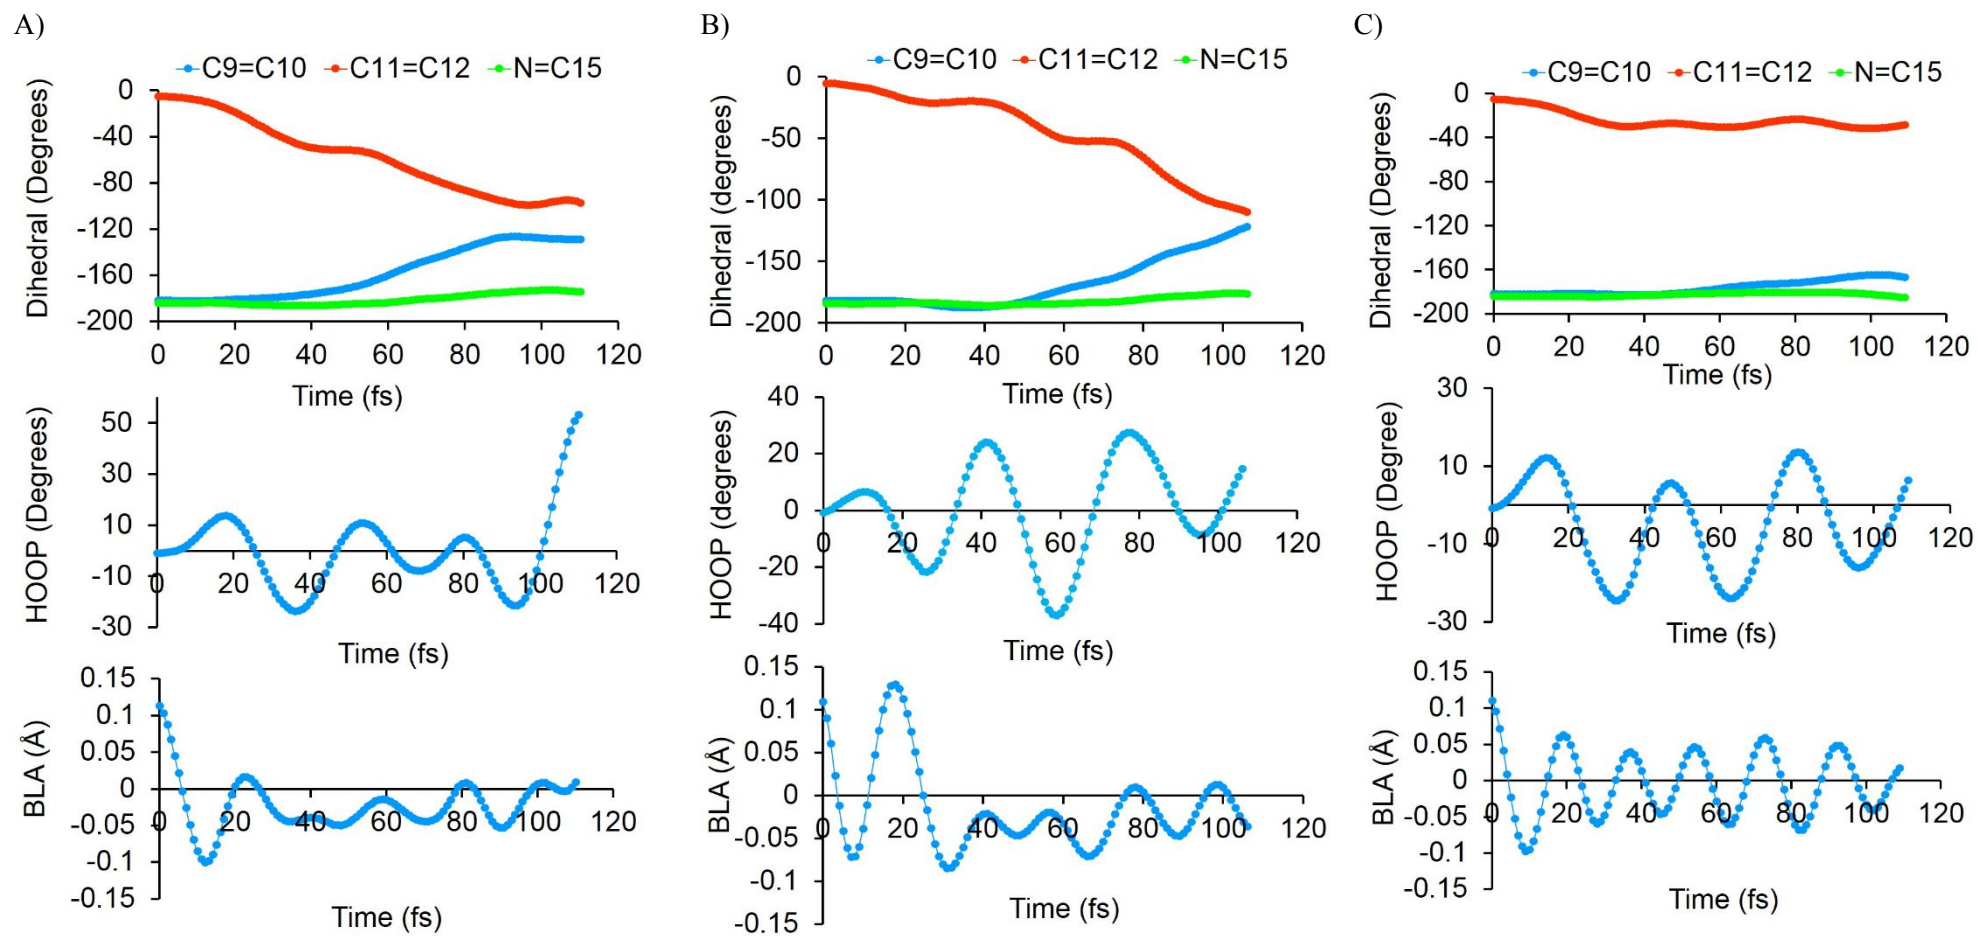 A)
C9=C10 C11=C12 N=C15
Dihedral (Degrees)
0
-40
-80
-120
-160
-200
0 20 40 60 80 100 120
Time (fs)
HOOP (Degrees)
50
30
10
-10
-30
0 20 40 60 80 100 120
Time (fs)
BLA (Å)
0.15
0.1
0.05
0
-0.05
-0.1
-0.15
0 20 40 60 80 100 120
Time (fs)
B)
C9=C10 C11=C12 N=C15
Dihedral (degrees)
0
-50
-100
-150
-200
0 20 40 60 80 100 120
Time (fs)
HOOP (degrees)
40
20
0
-20
-40
0 20 40 60 80 100 120
Time (fs)
BLA (Å)
0.15
0.1
0.05
0
-0.05
-0.1
-0.15
0 20 40 60 80 100 120
Time (fs)
C)
C9=C10 C11=C12 N=C15
Dihedral (Degrees)
0
-40
-80
-120
-160
-200
0 20 40 60 80 100 120
Time (fs)
HOOP (Degree)
30
10
-10
-30
0 20 40 60 80 100 120
Time (fs)
BLA (Å)
0.15
0.1
0.05
0
-0.05
-0.1
-0.15
0 20 40 60 80 100 120
Time (fs)